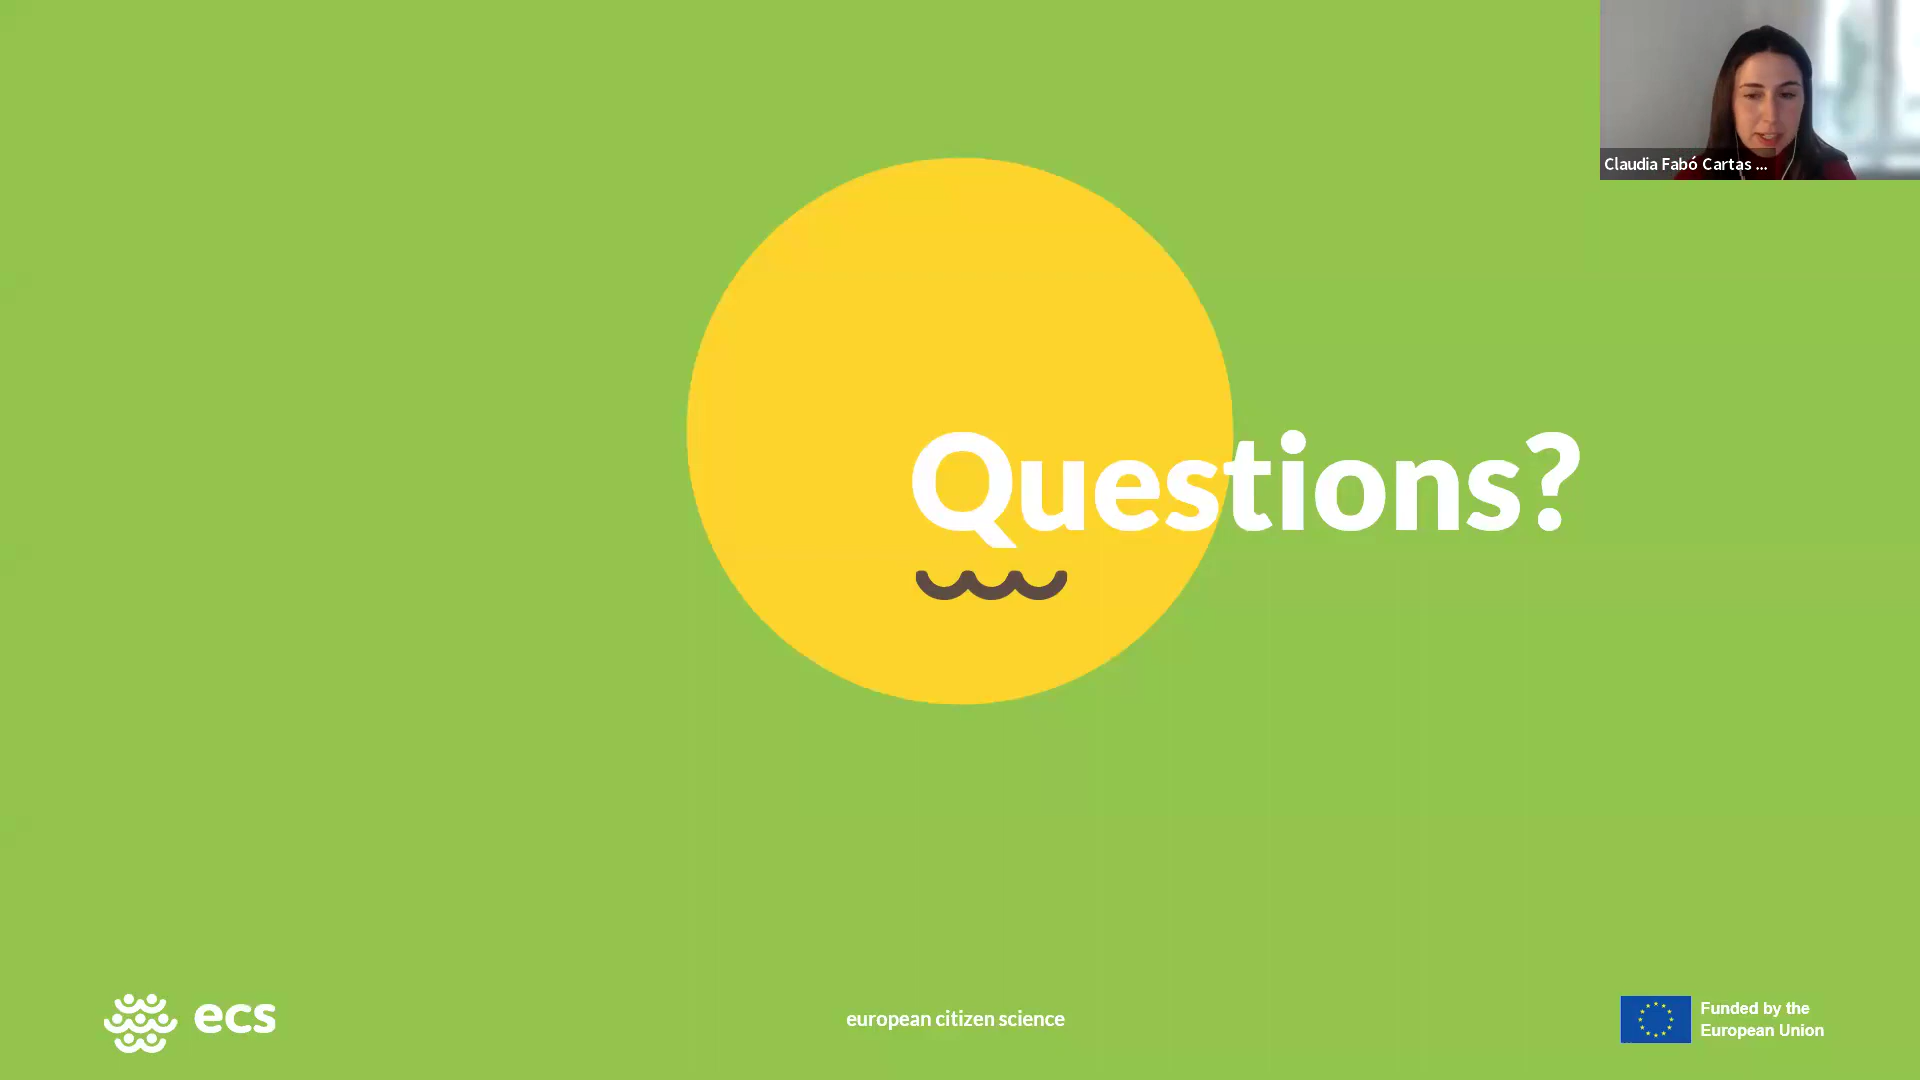 Claudia Fabó Cartas ...
Questions?
ecs
european citizen science
Funded by the
European Union